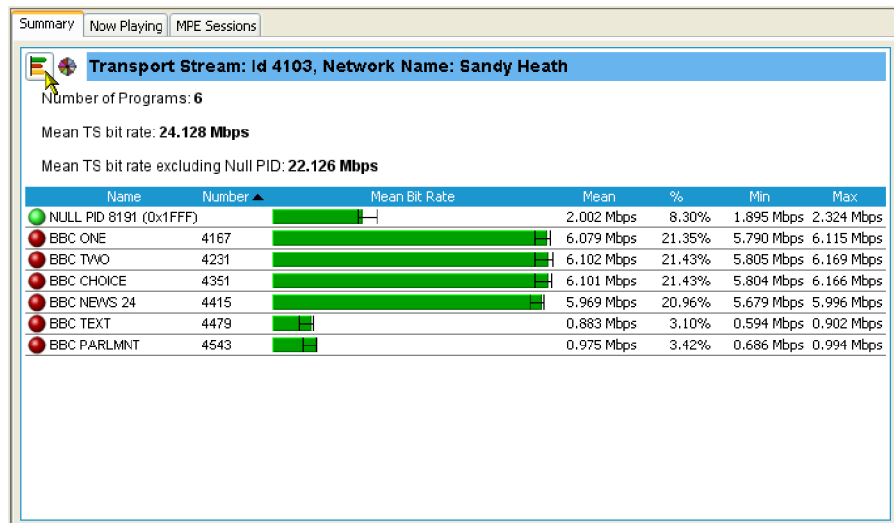 Summary Now Playing MPE Sessions
Transport Stream: Id 4103, Network Name: Sandy Heath
Number of Programs: 6
Mean TS bit rate: 24.128 Mbps
Mean TS bit rate excluding Null PID: 22.126 Mbps
Name Number Mean Bit Rate Mean % Min Max
NULL PID 8191 (0x1FFF) 2.002 Mbps 8.30% 1.895 Mbps 2.324 Mbps
BBC ONE 4167 6.079 Mbps 21.35% 5.790 Mbps 6.115 Mbps
BBC TWO 4231 6.102 Mbps 21.43% 5.805 Mbps 6.169 Mbps
BBC CHOICE 4351 6.101 Mbps 21.43% 5.804 Mbps 6.166 Mbps
BBC NEWS 24 4415 5.969 Mbps 20.96% 5.679 Mbps 5.996 Mbps
BBC TEXT 4479 0.883 Mbps 3.10% 0.594 Mbps 0.902 Mbps
BBC PARLMNT 4543 0.975 Mbps 3.42% 0.686 Mbps 0.994 Mbps